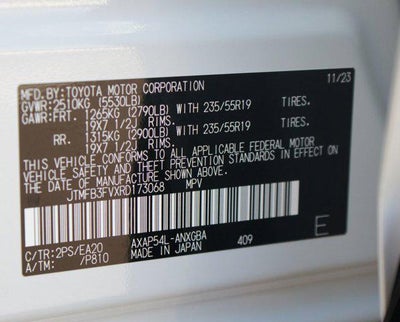 MFD.BY:TOYOTA MOTOR CORPORATION 11/23
GVWR:2510KG (5530LB)
GAWR:FRT. 1265KG (2790LB) WITH 235/55R19 TIRES.
19X7 1/2J RIMS.
RR. 1315KG (2900LB) WITH 235/55R19 TIRES.
19X7 1/2J RIMS.
THIS VEHICLE CONFORMS TO ALL APPLICABLE FEDERAL MOTOR
VEHICLE SAFETY AND THEFT PREVENTION STANDARDS IN EFFECT ON
THE DATE OF MANUFACTURE SHOWN ABOVE.
JTMFB3FVXRD173068 MPV
E
C/TR:2PS/EA20 AXAP54L-ANXGBA 409
A/TM: /P810 MADE IN JAPAN